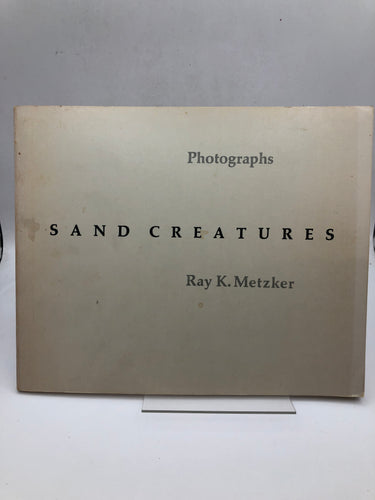 Photographs
SAND CREATURES
Ray K. Metzker